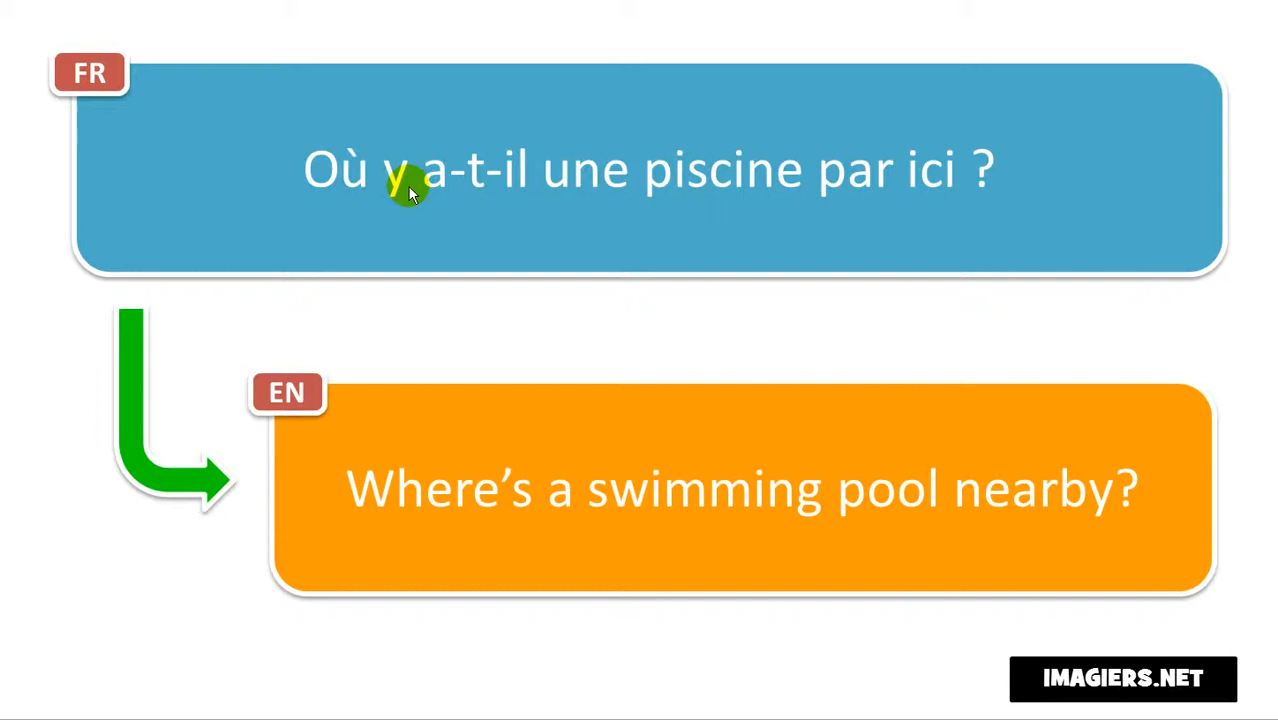 FR
Où y a-t-il une piscine par ici ?
EN
Where’s a swimming pool nearby?
IMAGIERS.NET